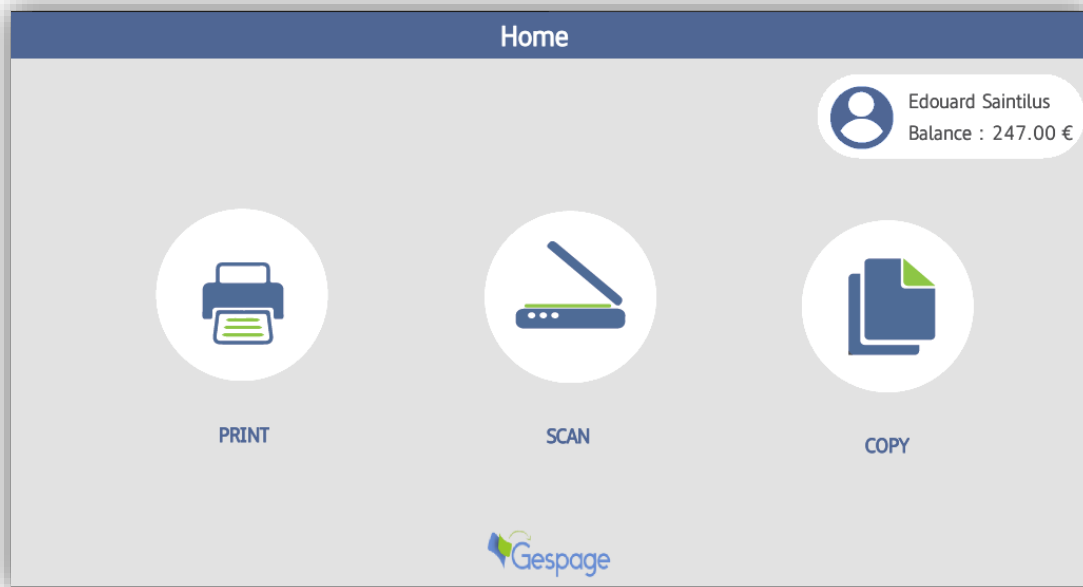 Home
Edouard Saintilus
Balance : 247.00 €
PRINT
SCAN
COPY
Gespage